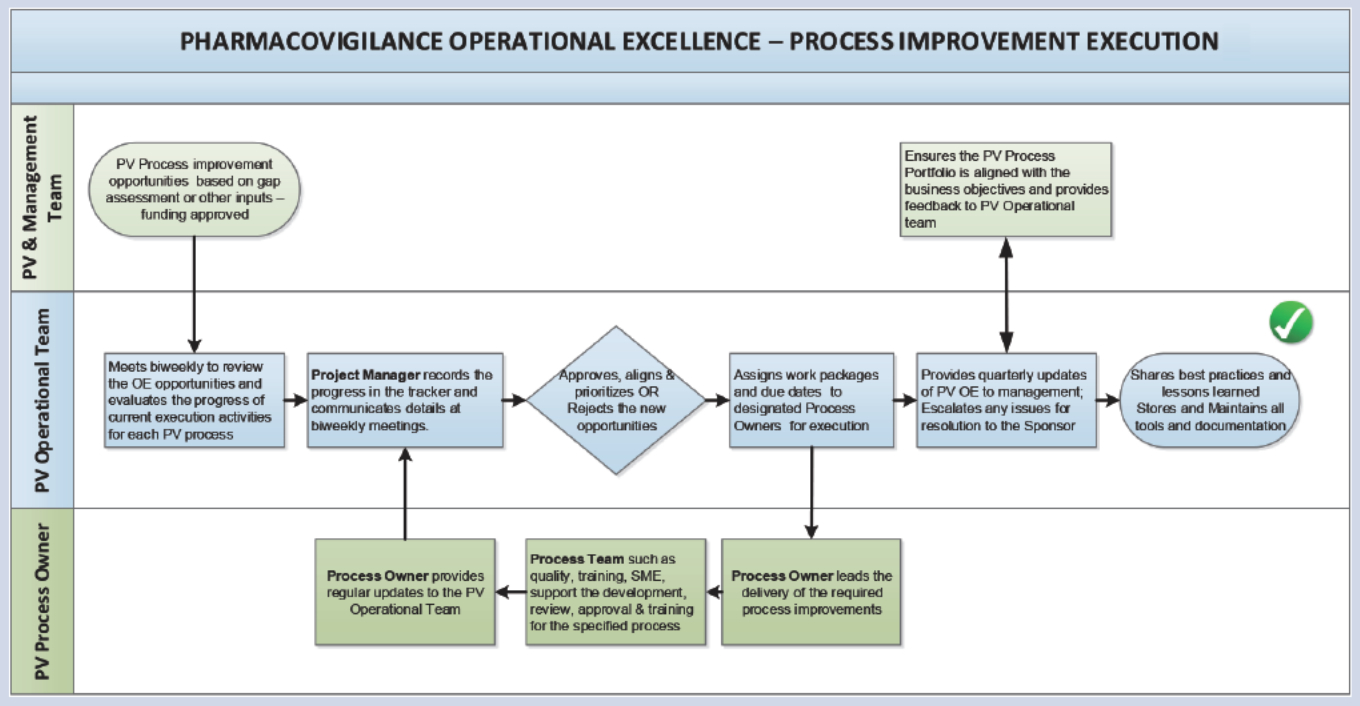 PHARMACOVIGILANCE OPERATIONAL EXCELLENCE – PROCESS IMPROVEMENT EXECUTION
PV & Management
Team
PV Process improvement
opportunities based on gap
assessment or other inputs –
funding approved
Ensures the PV Process
Portfolio is aligned with the
business objectives and provides
feedback to PV Operational
team
PV Operational Team
Meets biweekly to review
the OE opportunities and
evaluates the progress of
current execution activities
for each PV process
Project Manager records the
progress in the tracker and
communicates details at
biweekly meetings.
Approves, aligns &
prioritizes OR
Rejects the new
opportunities
Assigns work packages
and due dates to
designated Process
Owners for execution
Provides quarterly updates
of PV OE to management;
Escalates any issues for
resolution to the Sponsor
Shares best practices and
lessons learned
Stores and Maintains all
tools and documentation
PV Process Owner
Process Owner provides
regular updates to the PV
Operational Team
Process Team such as
quality, training, SME,
support the development,
review, approval & training
for the specified process
Process Owner leads the
delivery of the required
process improvements